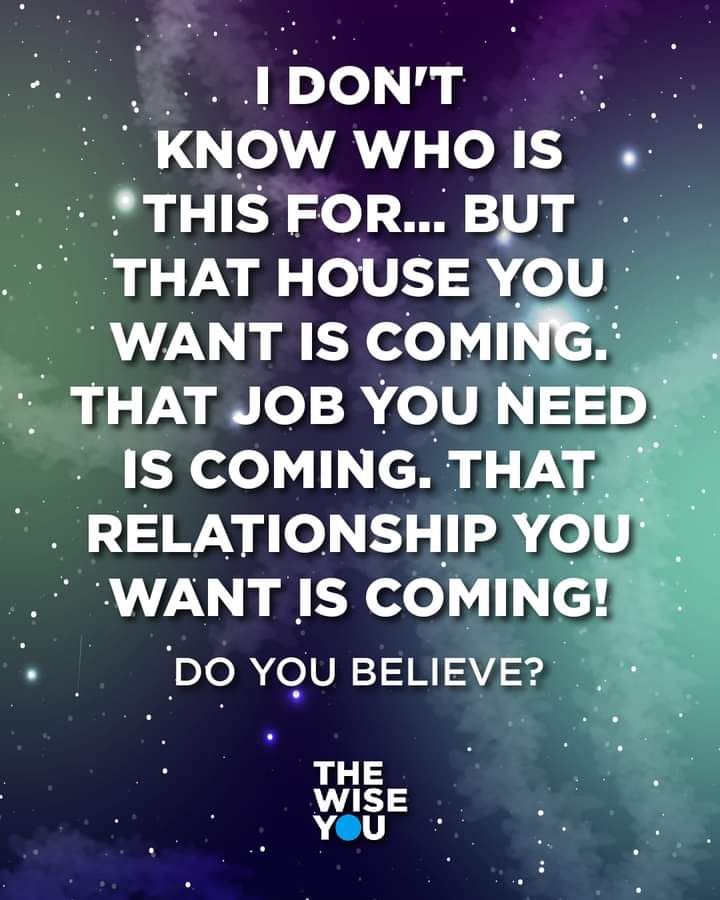 I DON'T
KNOW WHO IS
THIS FOR... BUT
THAT HOUSE YOU
WANT IS COMING.
THAT JOB YOU NEED
IS COMING. THAT
RELATIONSHIP YOU
WANT IS COMING!
DO YOU BELIEVE?
THE
WISE
YOU